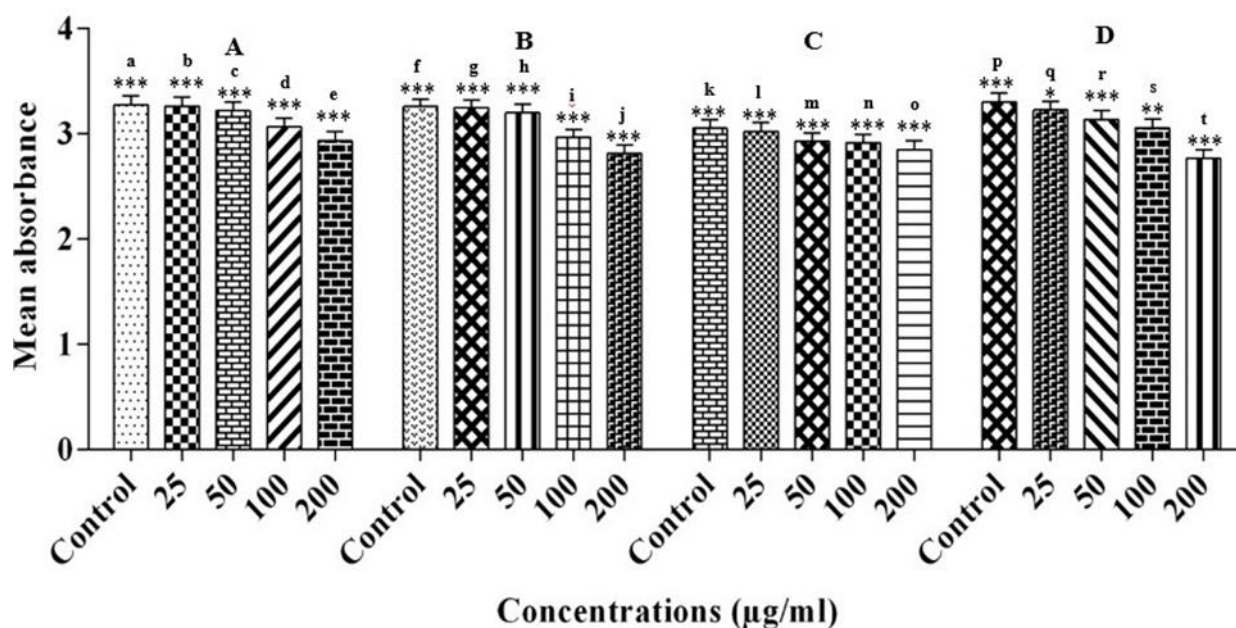 4
3
2
1
0
Mean absorbance
A
a
***
b
***
c
***
d
***
e
***
B
f
***
g
***
h
***
i
***
j
***
C
k
***
l
***
m
***
n
***
o
***
D
p
***
q
*
r
***
s
**
t
***
Control 25 50 100 200
Control 25 50 100 200
Control 25 50 100 200
Control 25 50 100 200
Concentrations (µg/ml)